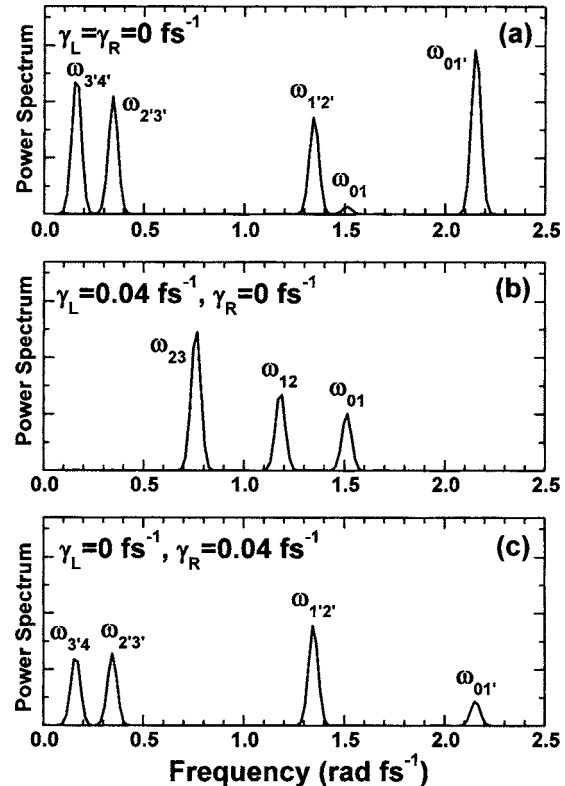 γL=γR=0 fs-1
(a)
ω3'4'
ω2'3'
ω1'2'
ω01
ω01'
Power Spectrum
0.0 0.5 1.0 1.5 2.0 2.5
γL=0.04 fs-1, γR=0 fs-1
(b)
ω23
ω12
ω01
Power Spectrum
0.0 0.5 1.0 1.5 2.0 2.5
γL=0 fs-1, γR=0.04 fs-1
(c)
ω3'4
ω2'3'
ω1'2'
ω01'
Power Spectrum
0.0 0.5 1.0 1.5 2.0 2.5
Frequency (rad fs-1)